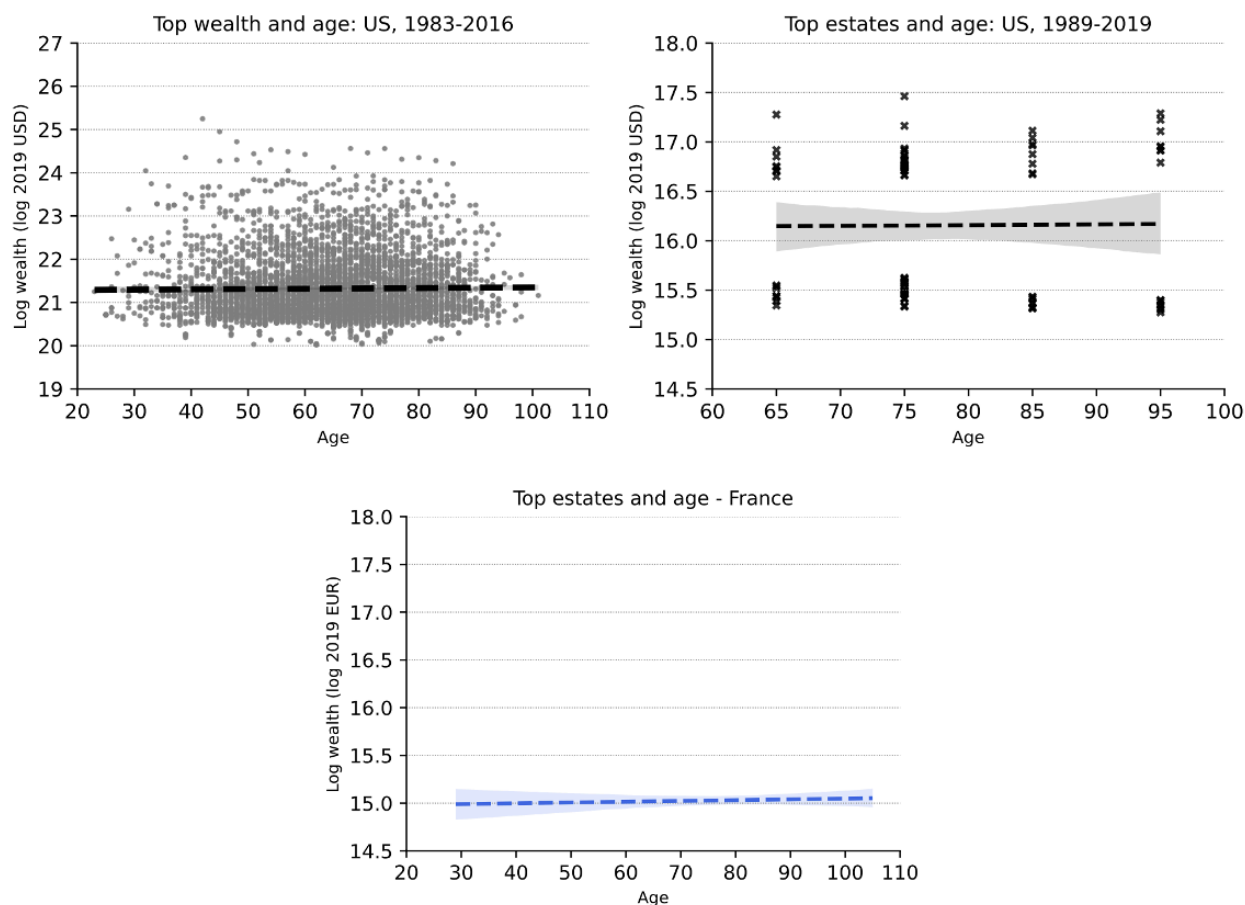 Top wealth and age: US, 1983-2016
27
26
25
24
23
22
21
20
19
Log wealth (log 2019 USD)
20 30 40 50 60 70 80 90 100 110
Age
Top estates and age: US, 1989-2019
18.0
17.5
17.0
16.5
16.0
15.5
15.0
14.5
Log wealth (log 2019 USD)
60 65 70 75 80 85 90 95 100
Age
Top estates and age - France
18.0
17.5
17.0
16.5
16.0
15.5
15.0
14.5
Log wealth (log 2019 EUR)
20 30 40 50 60 70 80 90 100 110
Age